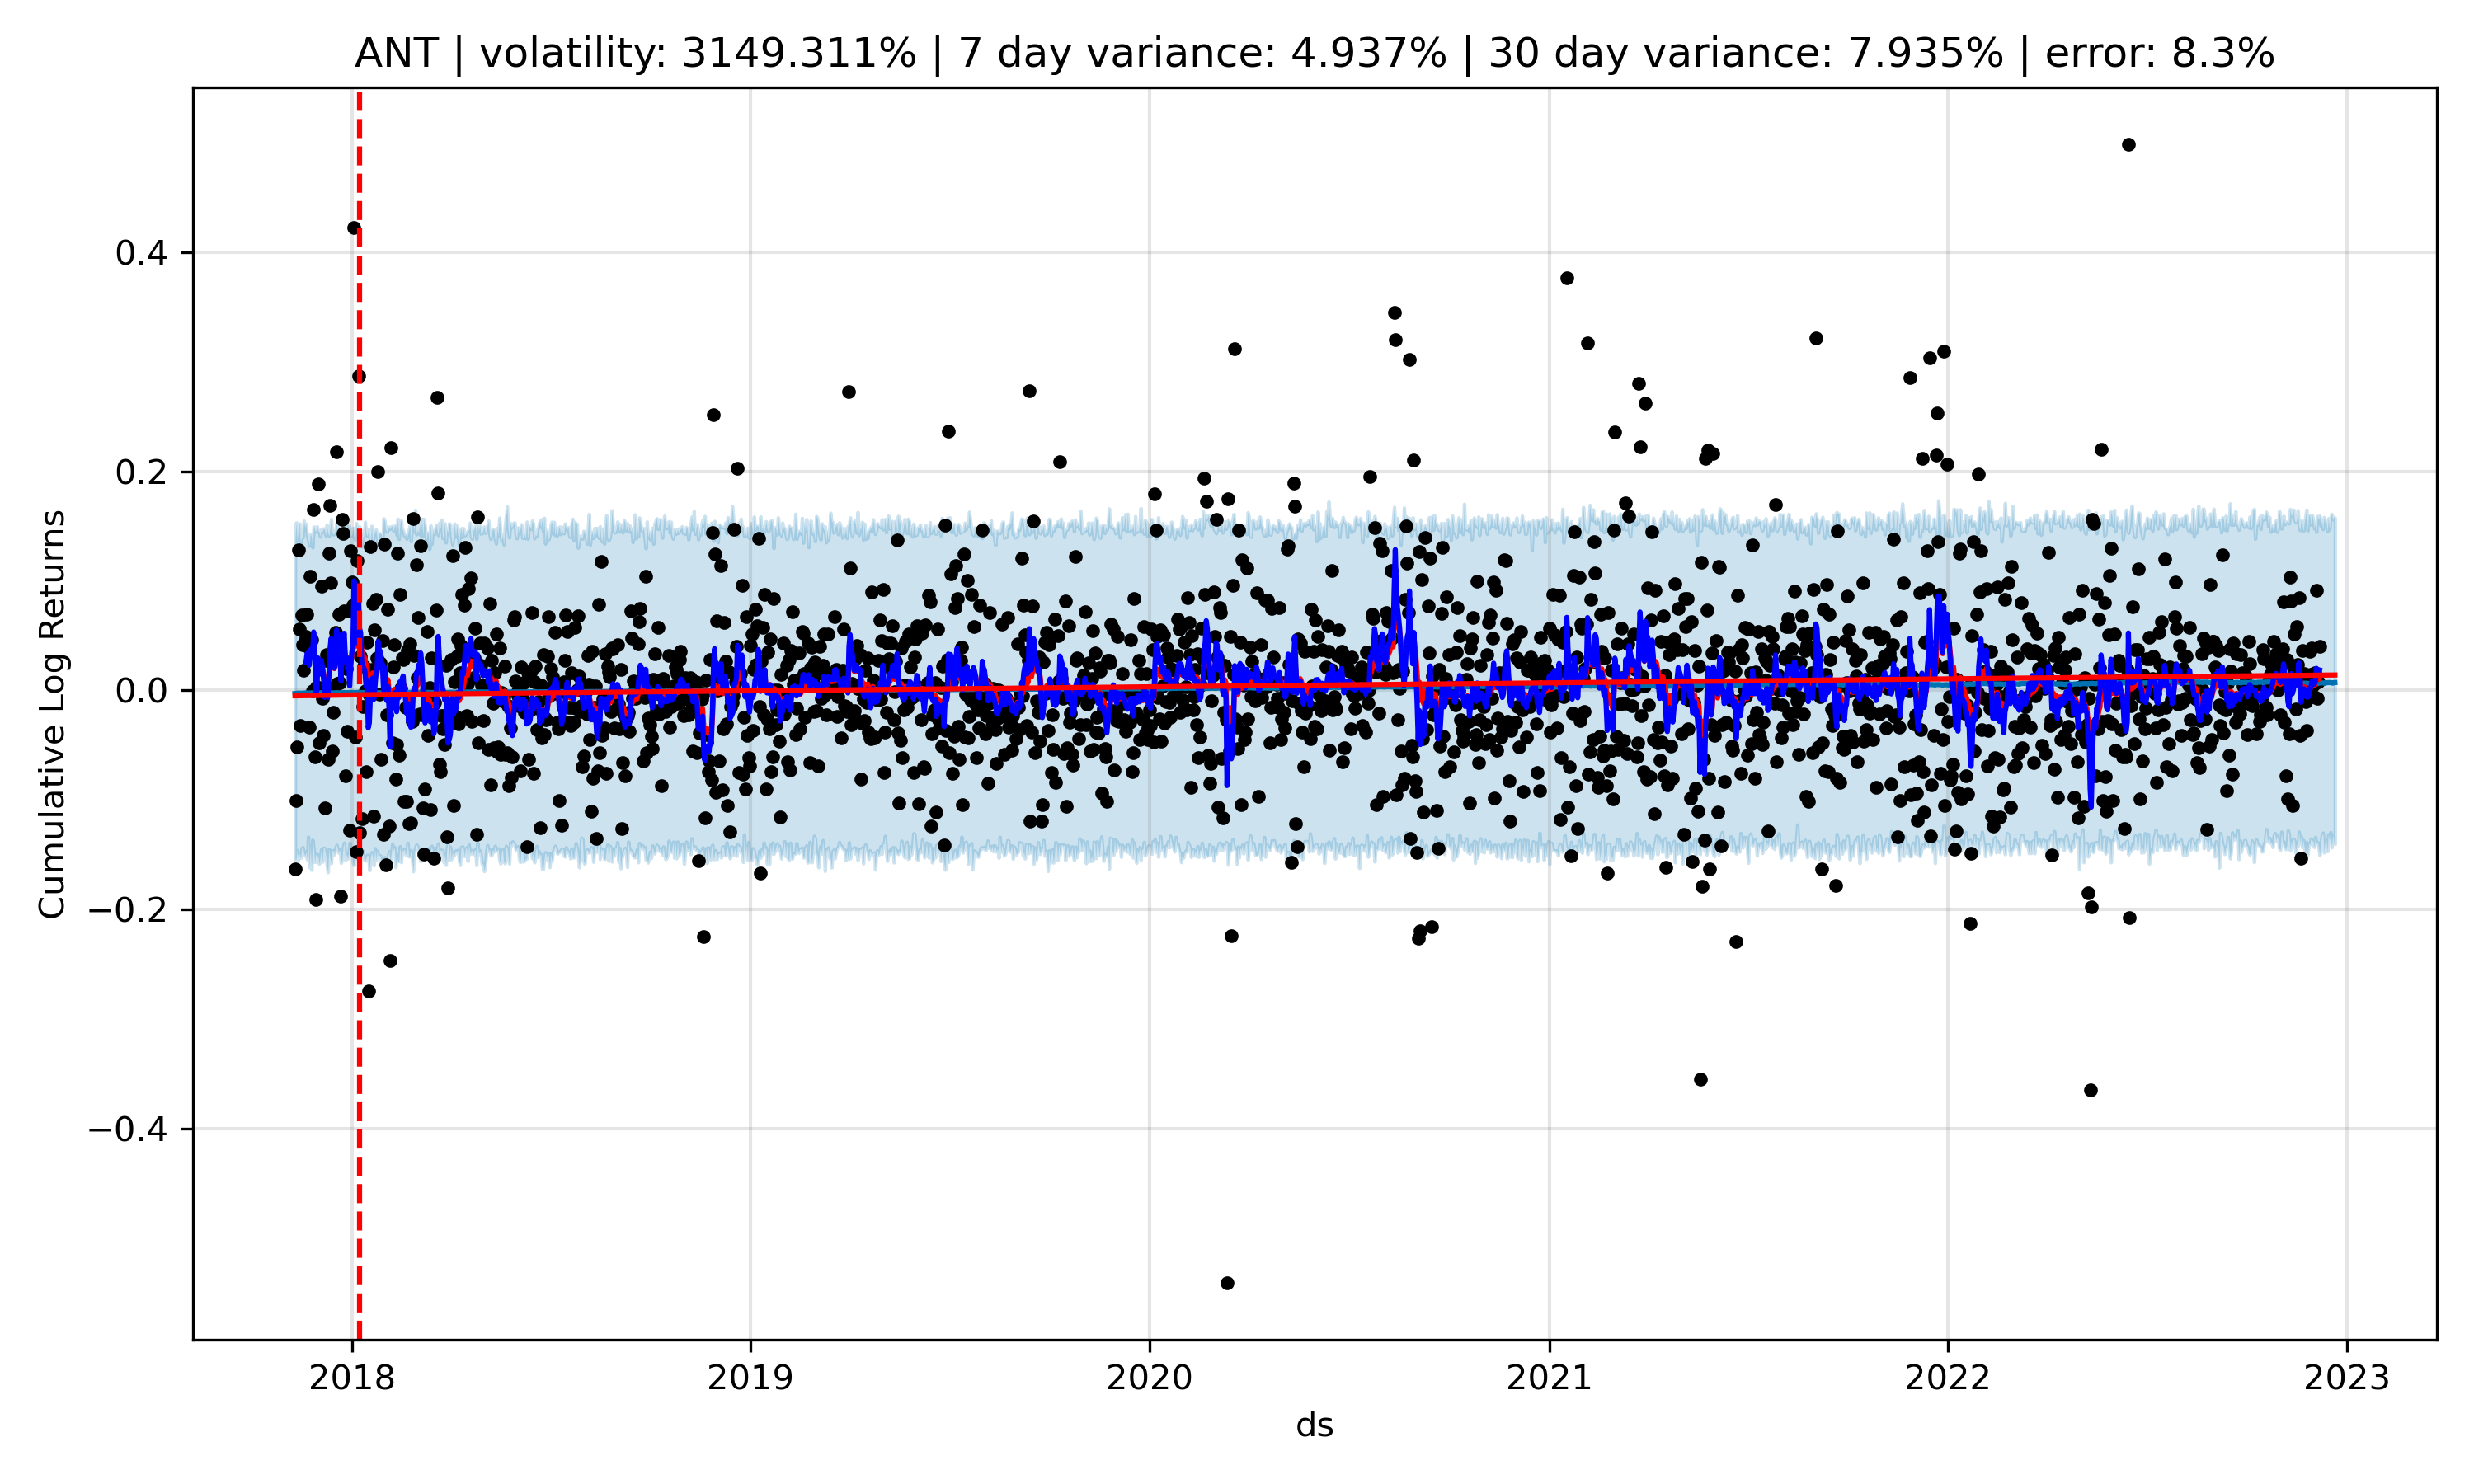 ANT | volatility: 3149.311% | 7 day variance: 4.937% | 30 day variance: 7.935% | error: 8.3%
Cumulative Log Returns
0.4
0.2
0.0
−0.2
−0.4
2018 2019 2020 2021 2022 2023
ds